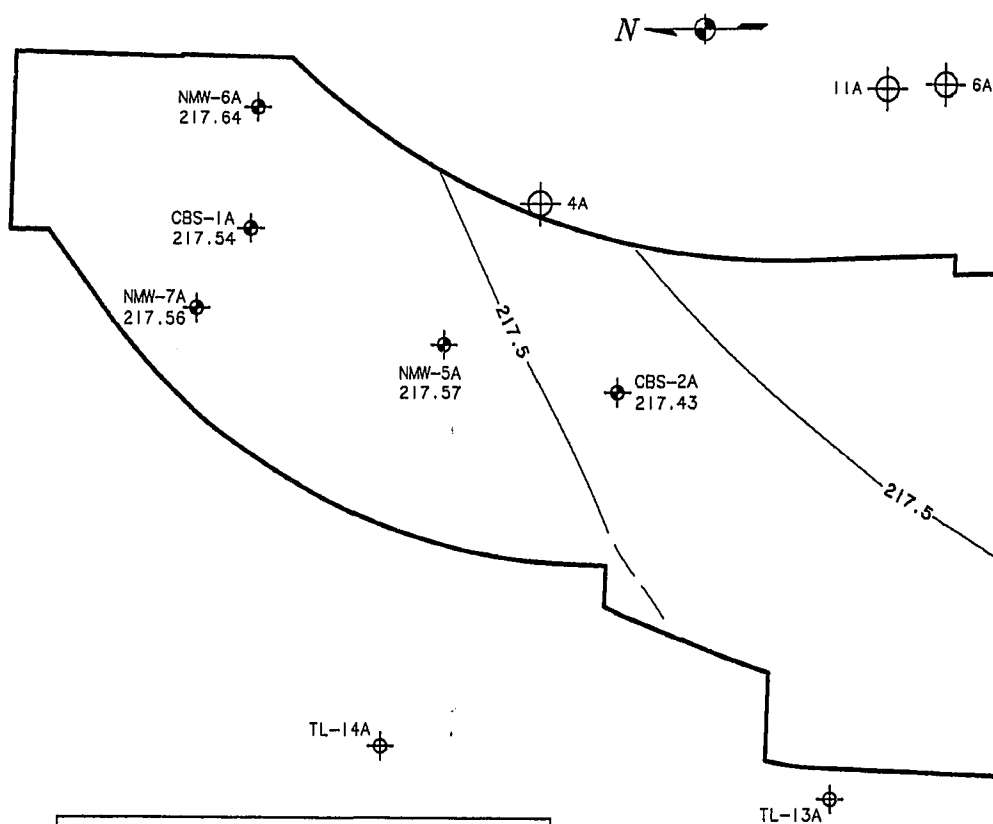 N
11A
6A
NMW-6A
217.64
4A
CBS-1A
217.54
NMW-7A
217.56
217.5
NMW-5A
217.57
CBS-2A
217.43
217.5
TL-14A
TL-13A